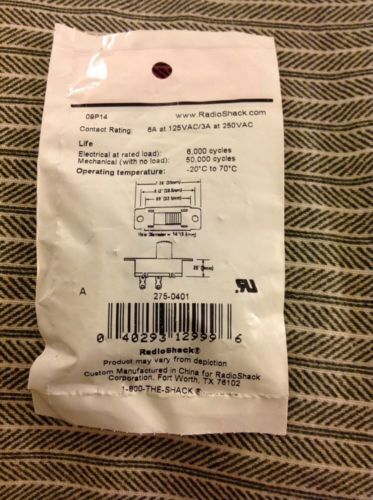 09P14 www.RadioShack.com
Contact Rating: 6A at 125VAC/3A at 250VAC
Life
Electrical at rated load): 6,000 cycles
Mechanical (with no load): 50,000 cycles
Operating temperature: -20°C to 70°C
A 275-0401
0 40293 12999 6
RadioShack®
Product may vary from depiction
Custom Manufactured in China for RadioShack
Corporation, Fort Worth, TX 76102
1-800-THE-SHACK®